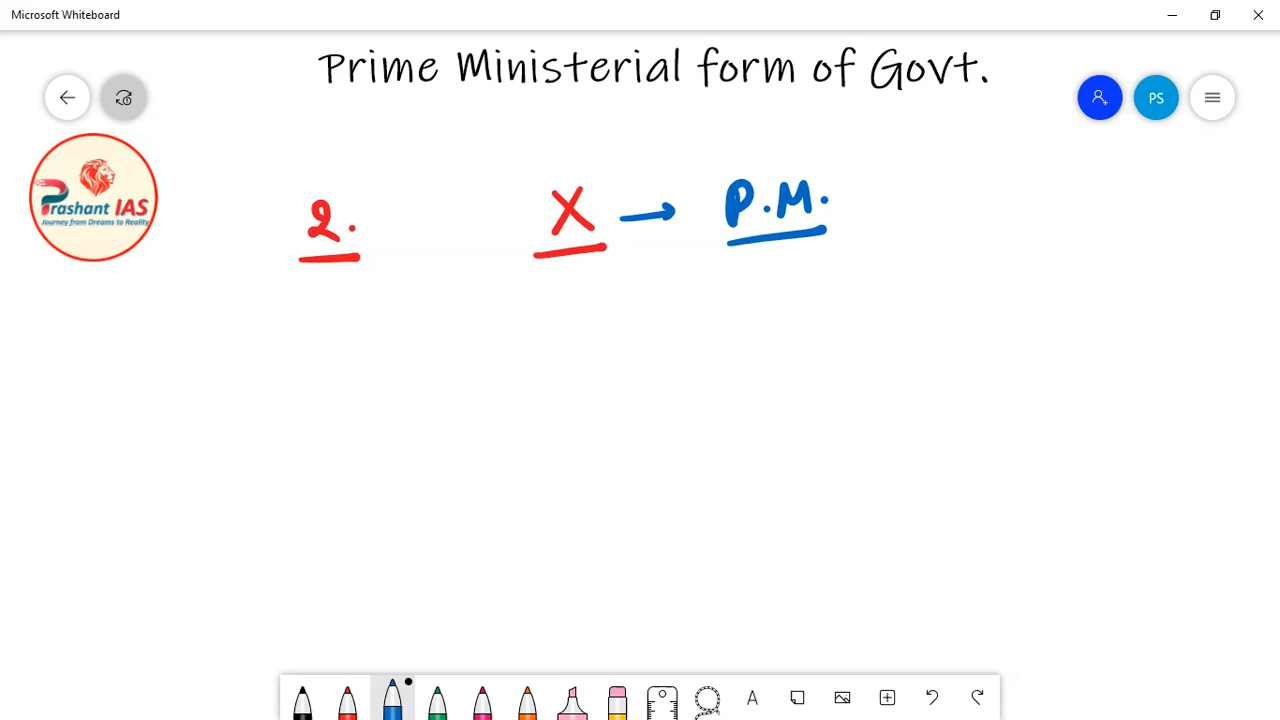 Microsoft Whiteboard
Prime Ministerial form of Govt.
PS
Prashant IAS
Journey from Dreams to Reality
2. X → P.M.
A